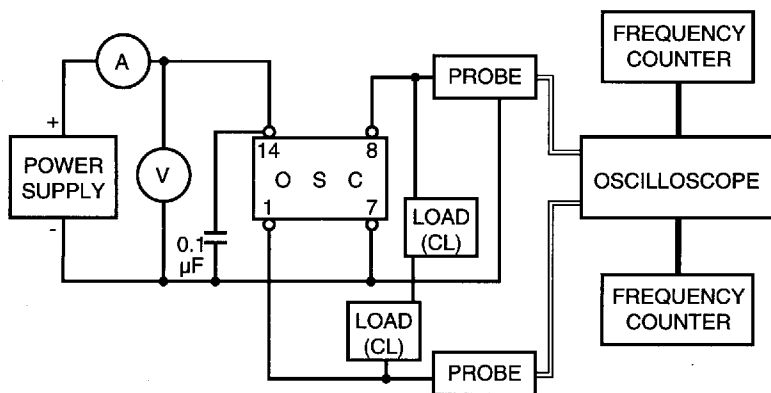 FREQUENCY
COUNTER
A
PROBE
+
POWER
SUPPLY
-
V
14
8
O S C
1
7
OSCILLOSCOPE
LOAD
(CL)
0.1
µF
LOAD
(CL)
FREQUENCY
COUNTER
PROBE